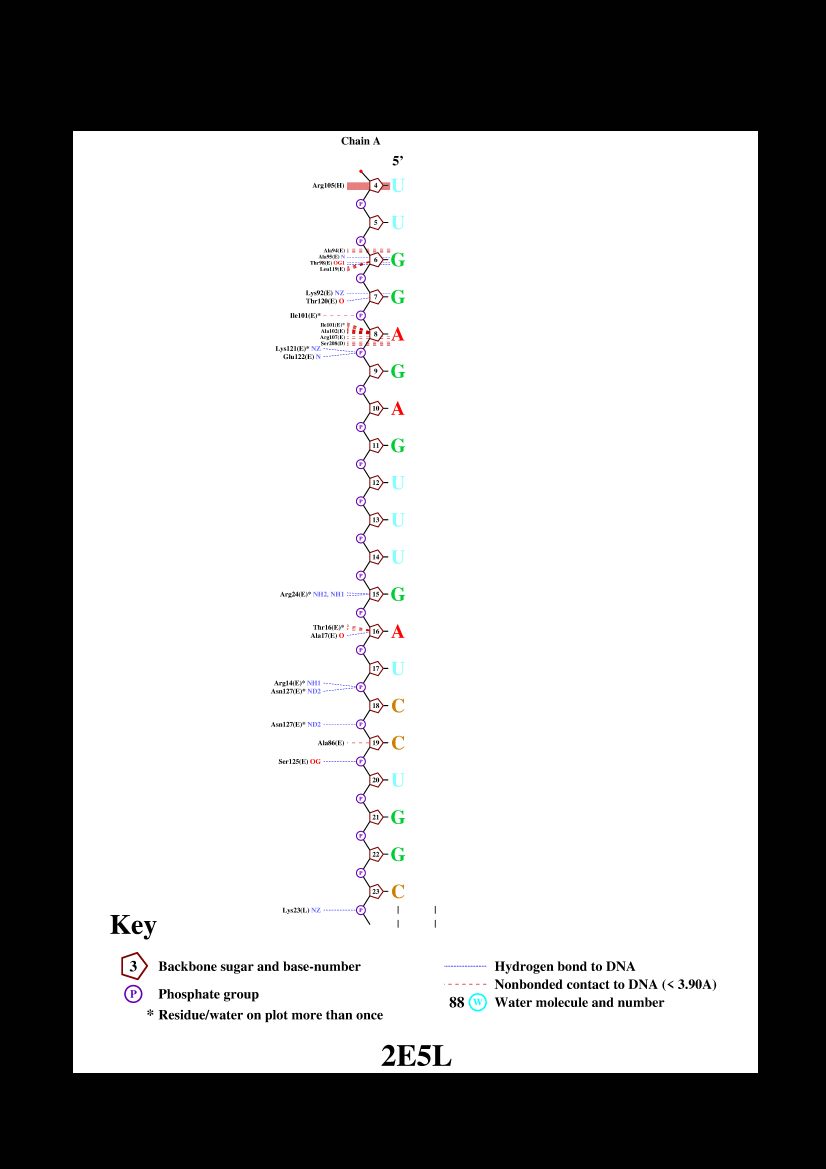 Chain A
5’
Arg105(H) 4 U
P
5 U
P
Ala94(E)
Ala95(E) N
Thr98(E) OG1
Leu119(E)
6 G
P
Lys92(E) NZ
Thr120(E) O
7 G
Ile101(E)* P
Ile101(E)*
Ala102(E)
Arg107(E)
Ser208(D)
8 A
Lys121(E)* NZ
Glu122(E) N
P
9 G
P
10 A
P
11 G
P
12 U
P
13 U
P
14 U
P
Arg24(E)* NH2, NH1 15 G
P
Thr16(E)*
Ala17(E) O
16 A
P
17 U
Arg14(E)* NH1
Asn127(E)* ND2
P
18 C
Asn127(E)* ND2 P
Ala86(E) 19 C
Ser125(E) OG P
20 U
P
21 G
P
22 G
P
23 C
Lys23(L) NZ P
Key
3 Backbone sugar and base-number
P Phosphate group
* Residue/water on plot more than once
Hydrogen bond to DNA
Nonbonded contact to DNA (< 3.90A)
88 W Water molecule and number
2E5L